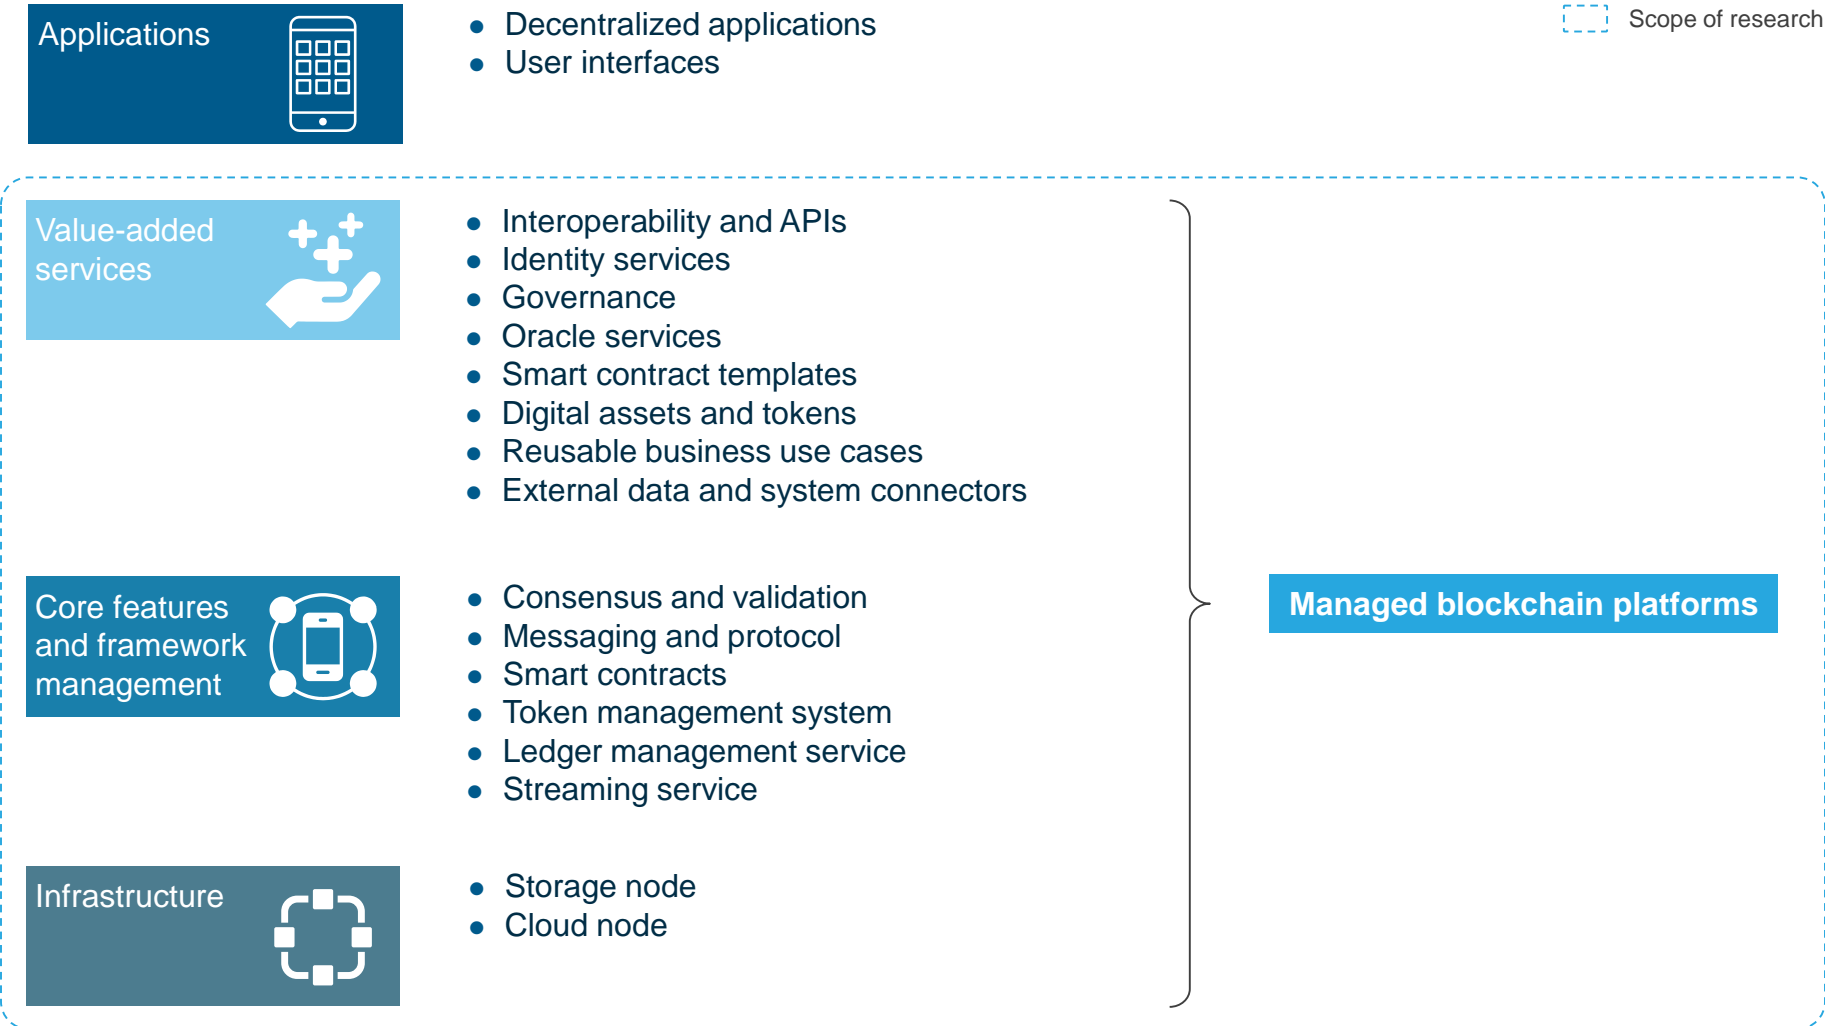 Applications
Decentralized applications
User interfaces
Scope of research
Value-added
services
Interoperability and APIs
Identity services
Governance
Oracle services
Smart contract templates
Digital assets and tokens
Reusable business use cases
External data and system connectors
Core features
and framework
management
Consensus and validation
Messaging and protocol
Smart contracts
Token management system
Ledger management service
Streaming service
Managed blockchain platforms
Infrastructure
Storage node
Cloud node